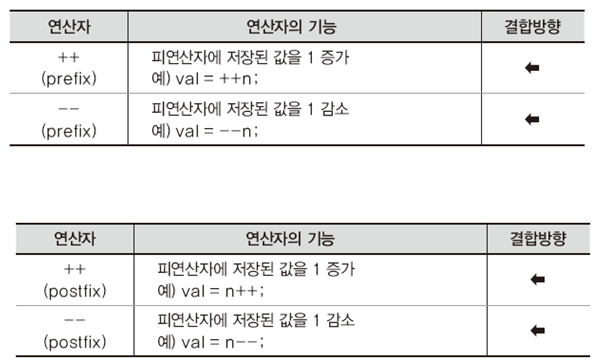 연산자 연산자의 기능 결합방향
++ 피연산자에 저장된 값을 1 증가 ⬅
(prefix) 예) val = ++n;
−− 피연산자에 저장된 값을 1 감소 ⬅
(prefix) 예) val = −−n;
연산자 연산자의 기능 결합방향
++ 피연산자에 저장된 값을 1 증가 ⬅
(postfix) 예) val = n++;
−− 피연산자에 저장된 값을 1 감소 ⬅
(postfix) 예) val = n−−;